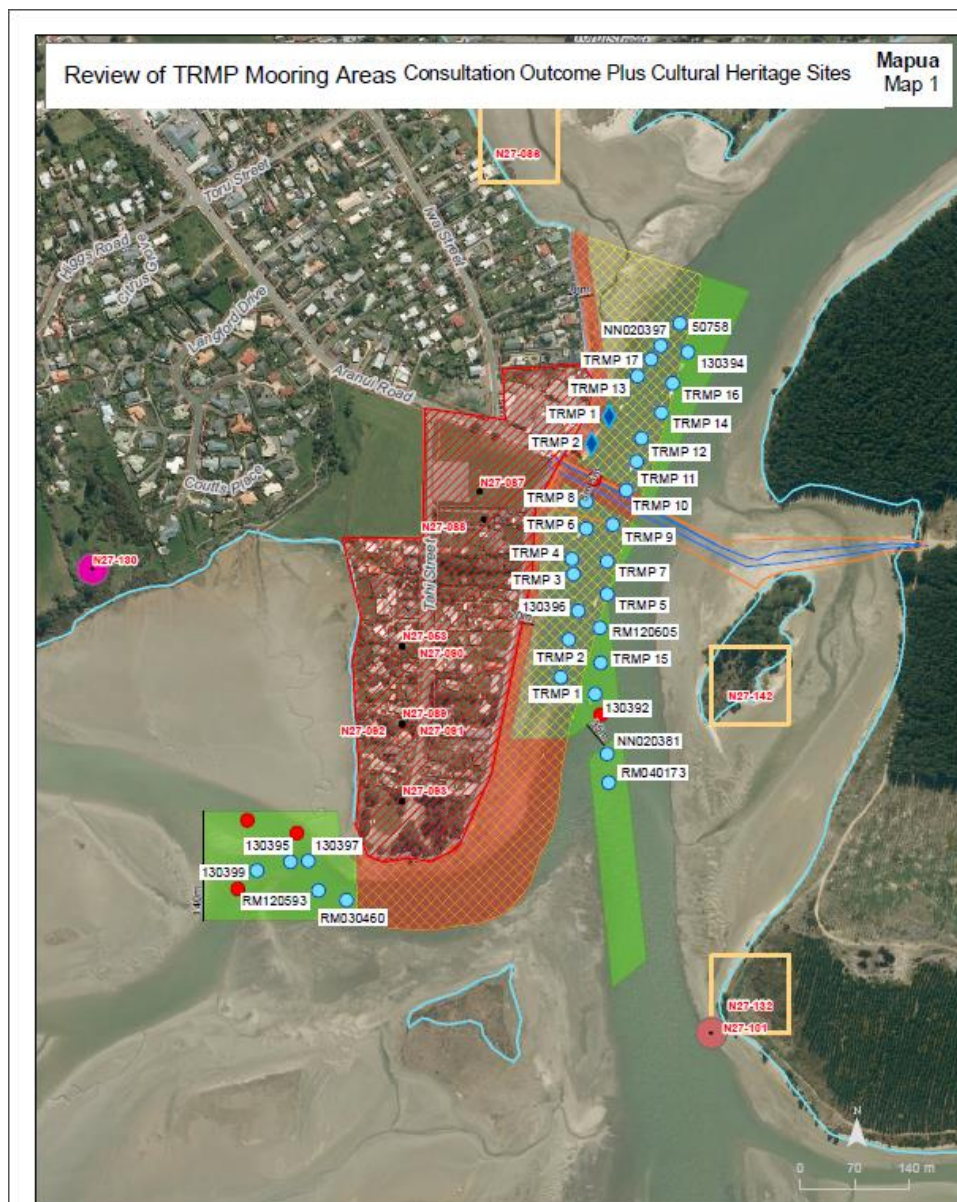 Review of TRMP Mooring Areas Consultation Outcome Plus Cultural Heritage Sites
Mapua
Map 1
N27-086
Toru Street
Iwa Street
Higgs Road
Citrus Grove
Langford Drive
Aranui Road
Coutts Place
Tahi Street
NN020397
50758
TRMP 17
130394
TRMP 13
TRMP 16
TRMP 1
TRMP 14
TRMP 2
TRMP 12
TRMP 11
TRMP 8
TRMP 10
TRMP 6
TRMP 9
TRMP 4
TRMP 7
TRMP 3
TRMP 5
130396
RM120605
TRMP 2
TRMP 15
TRMP 1
130392
NN020381
RM040173
N27-087
N27-088
N27-130
N27-090
N27-089
N27-092
N27-091
N27-093
N27-142
130395
130397
130399
RM120593
RM030460
140m
N27-132
N27-101
N
0 70 140 m